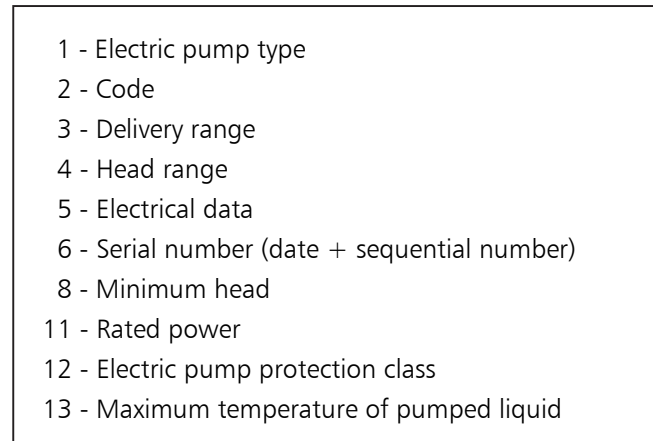 1 - Electric pump type
2 - Code
3 - Delivery range
4 - Head range
5 - Electrical data
6 - Serial number (date + sequential number)
8 - Minimum head
11 - Rated power
12 - Electric pump protection class
13 - Maximum temperature of pumped liquid